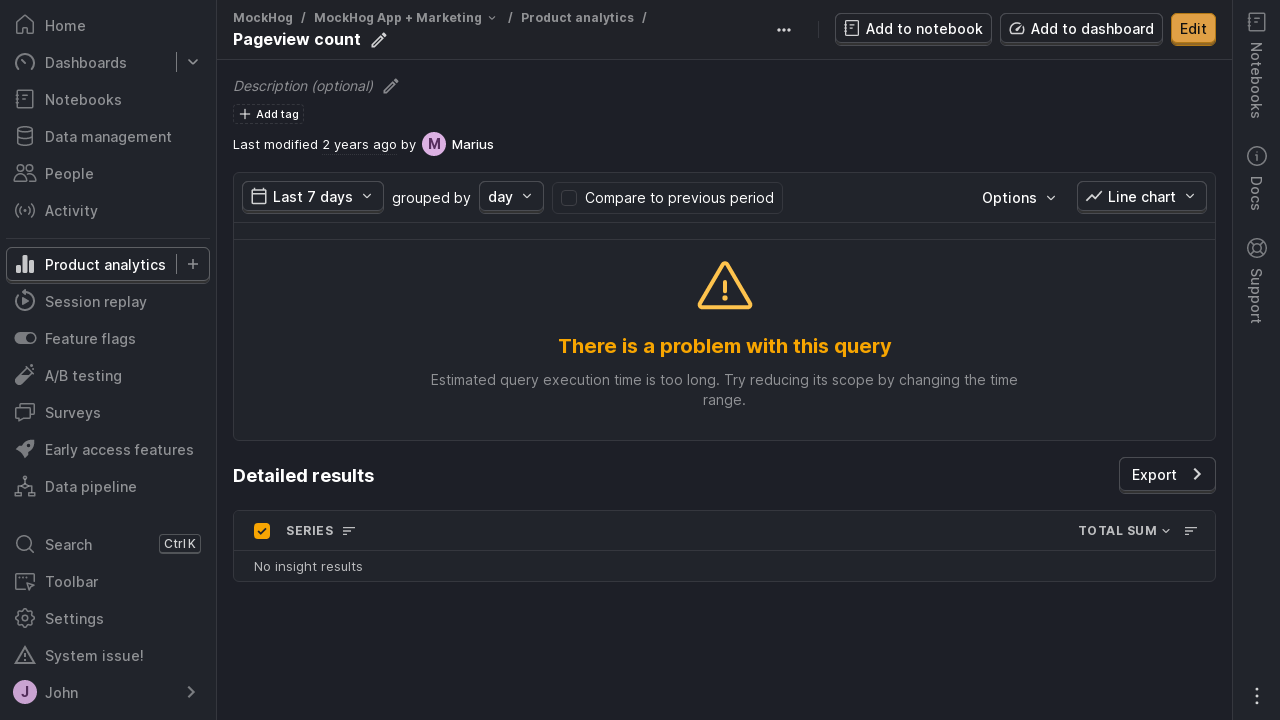 Home
Dashboards
Notebooks
Data management
People
Activity
Product analytics
Session replay
Feature flags
A/B testing
Surveys
Early access features
Data pipeline
Search Ctrl K
Toolbar
Settings
System issue!
J John
MockHog / MockHog App + Marketing / Product analytics /
Pageview count
Add to notebook Add to dashboard Edit
Description (optional)
Add tag
Last modified 2 years ago by M Marius
Last 7 days grouped by day Compare to previous period Options Line chart
There is a problem with this query
Estimated query execution time is too long. Try reducing its scope by changing the time
range.
Detailed results Export
SERIES TOTAL SUM
No insight results
Notebooks
Docs
Support